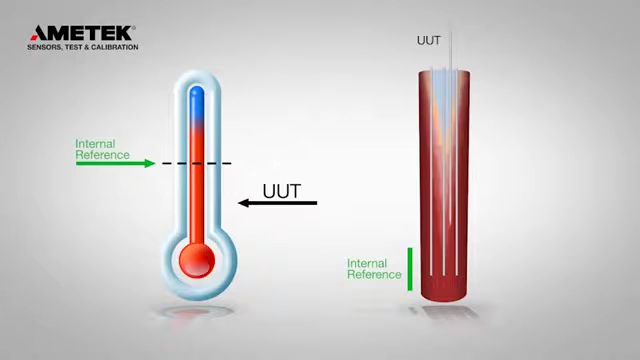 AMETEK®
SENSORS, TEST & CALIBRATION
UUT
Internal
Reference
UUT
Internal
Reference